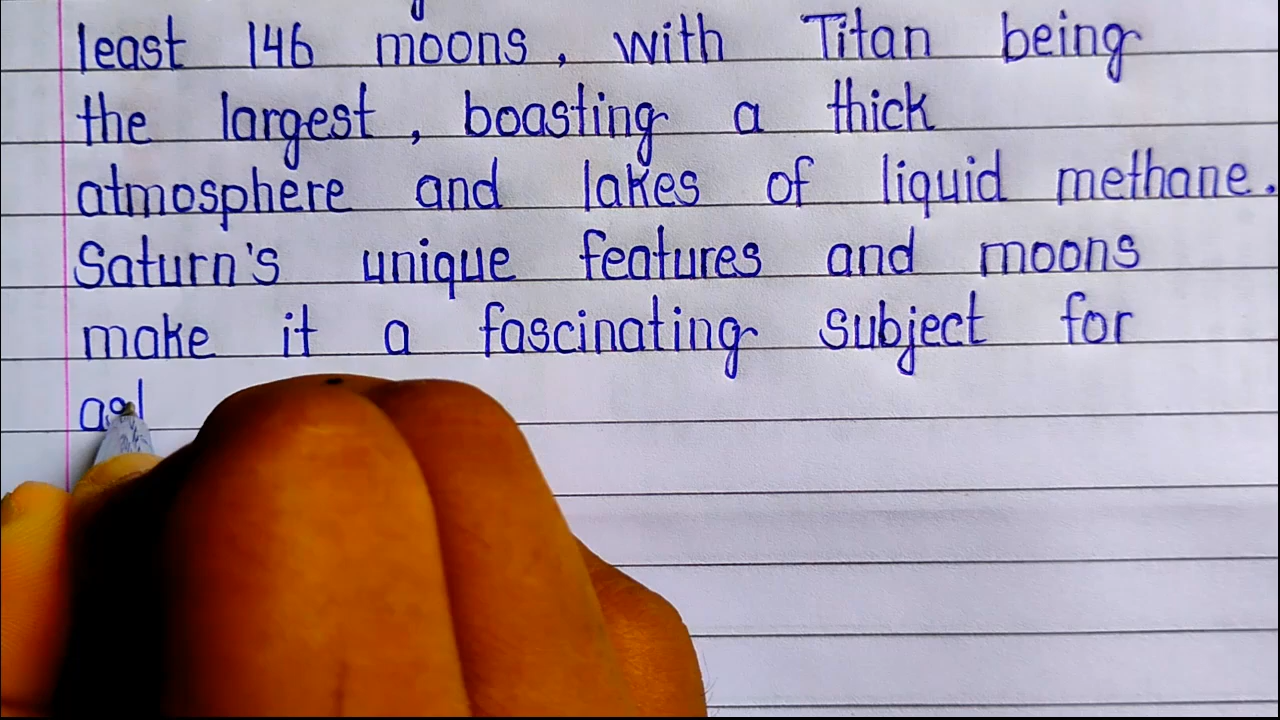 least 146 moons, with Titan being
the largest, boasting a thick
atmosphere and lakes of liquid methane.
Saturn's unique features and moons
make it a fascinating subject for